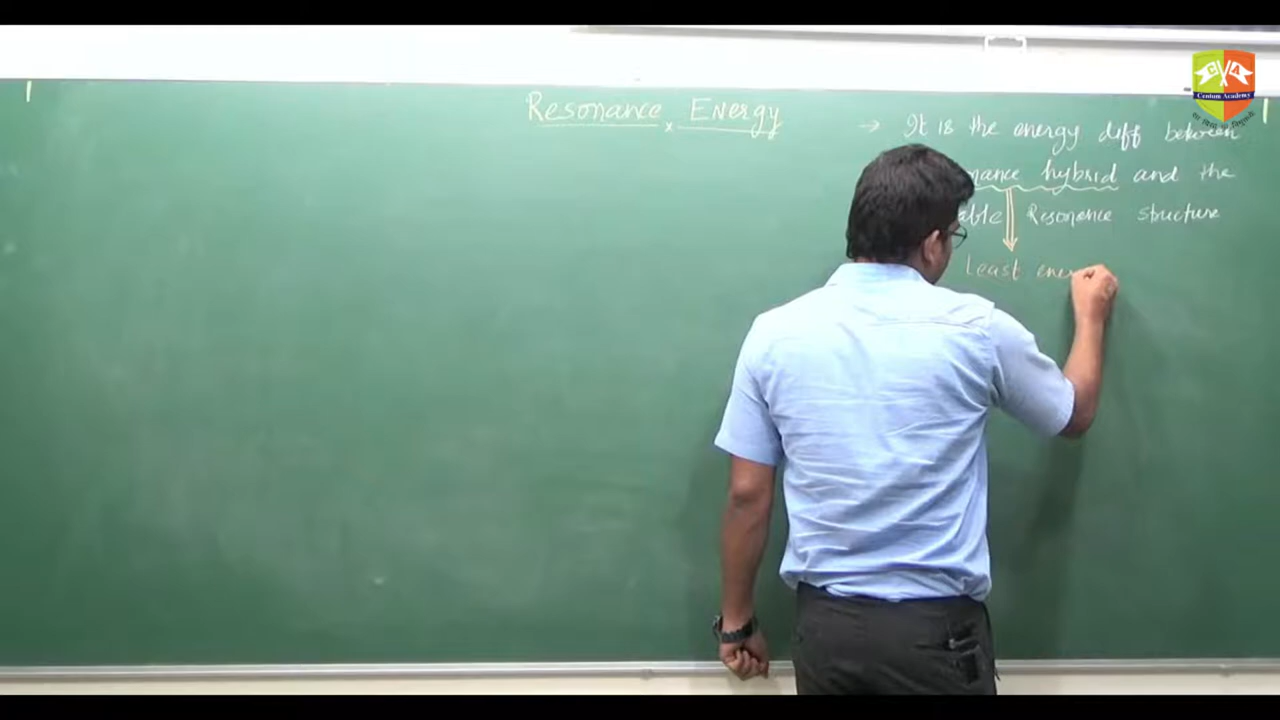 Resonance Energy
→ It is the energy diff between
hybrid and the
Resonance structure
Least
Centum Academy